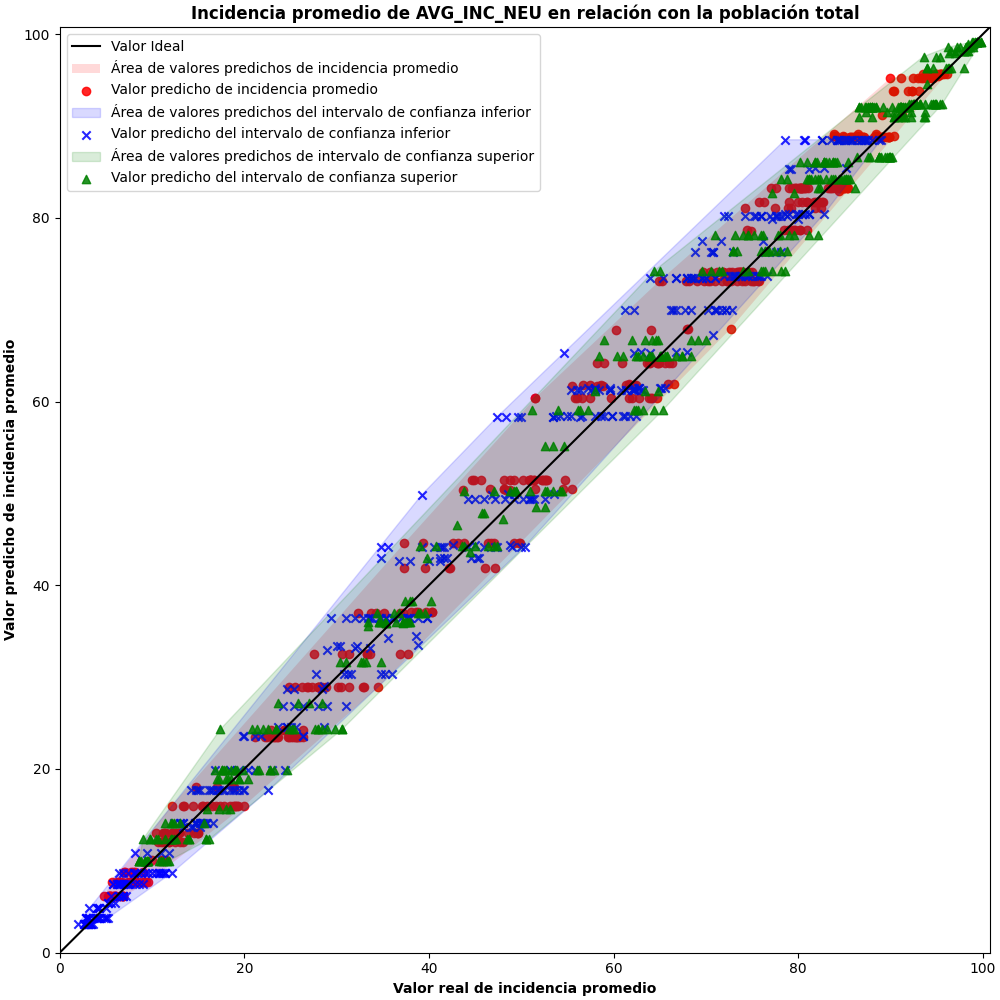 Incidencia promedio de AVG_INC_NEU en relación con la población total
Valor Ideal
Área de valores predichos de incidencia promedio
Valor predicho de incidencia promedio
Área de valores predichos del intervalo de confianza inferior
Valor predicho del intervalo de confianza inferior
Área de valores predichos de intervalo de confianza superior
Valor predicho del intervalo de confianza superior
Valor predicho de incidencia promedio
100
80
60
40
20
0
0
20
40
60
80
100
Valor real de incidencia promedio